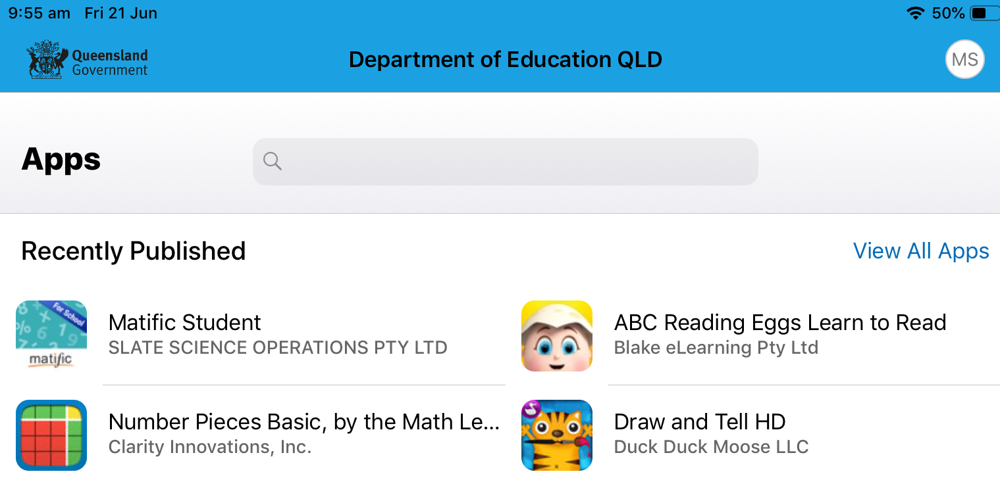 9:55 am Fri 21 Jun
50%
Queensland
Government
Department of Education QLD
MS
Apps
Recently Published
View All Apps
For School
matific
Matific Student
SLATE SCIENCE OPERATIONS PTY LTD
ABC Reading Eggs Learn to Read
Blake eLearning Pty Ltd
Number Pieces Basic, by the Math Le...
Clarity Innovations, Inc.
Draw and Tell HD
Duck Duck Moose LLC